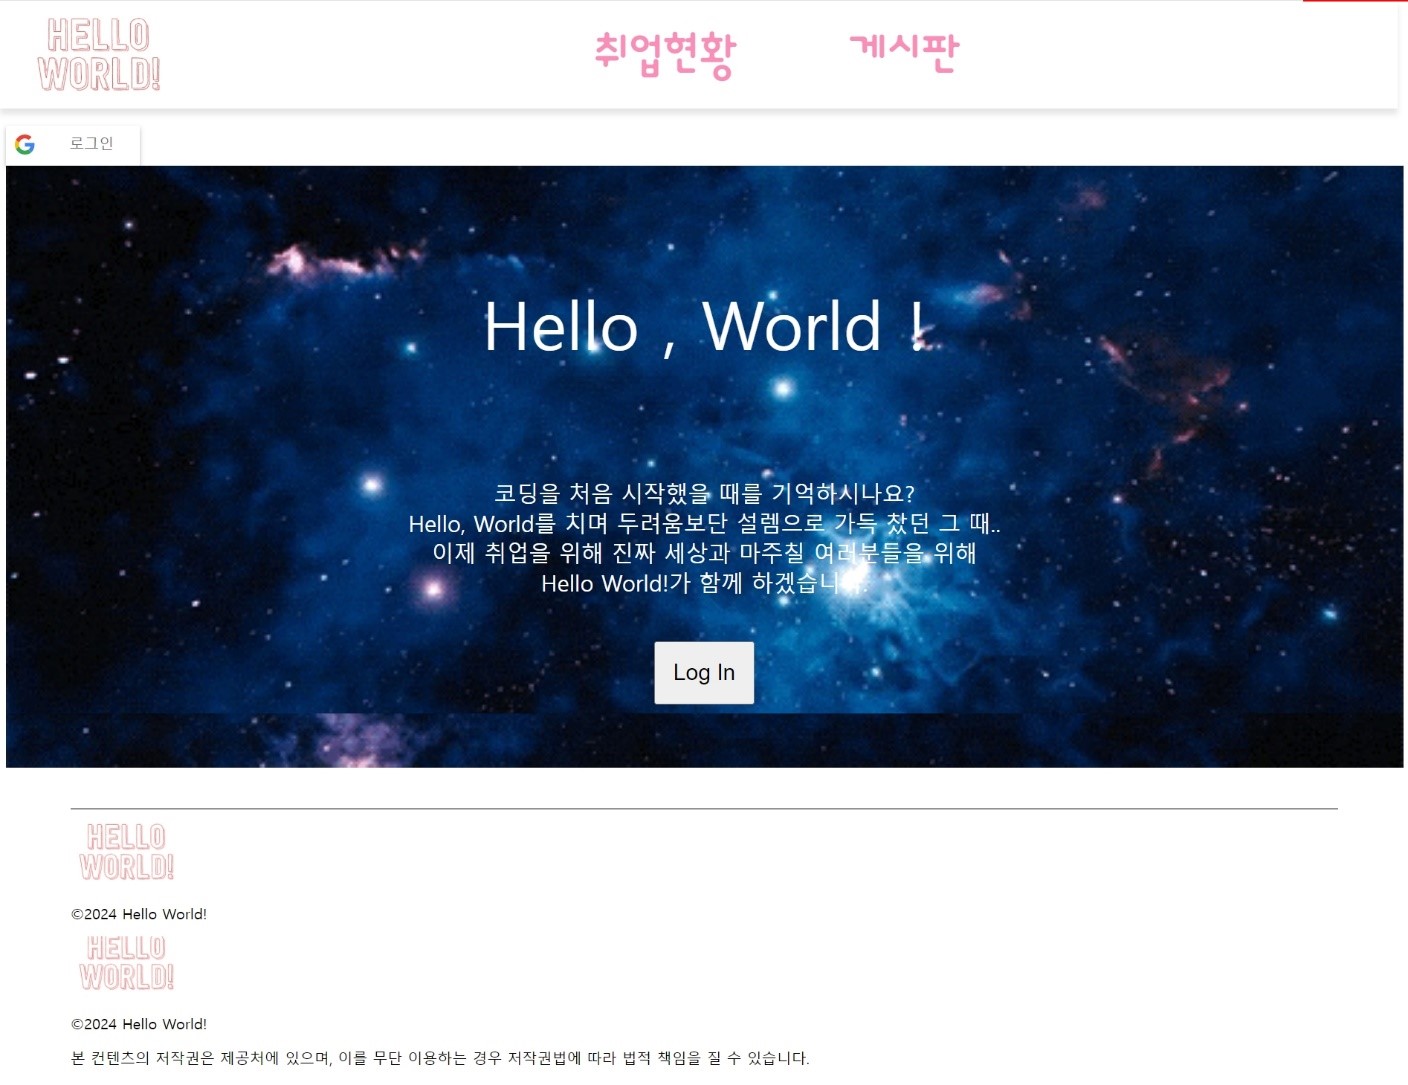 HELLO
WORLD!
취업현황
게시판
로그인
Hello , World !
코딩을 처음 시작했을 때를 기억하시나요?
Hello, World를 치며 두려움보단 설렘으로 가득 찼던 그 때..
이제 취업을 위해 진짜 세상과 마주칠 여러분들을 위해
Hello World!가 함께 하겠습니다.
Log In
HELLO
WORLD!
©2024 Hello World!
HELLO
WORLD!
©2024 Hello World!
본 컨텐츠의 저작권은 제공처에 있으며, 이를 무단 이용하는 경우 저작권법에 따라 법적 책임을 질 수 있습니다.